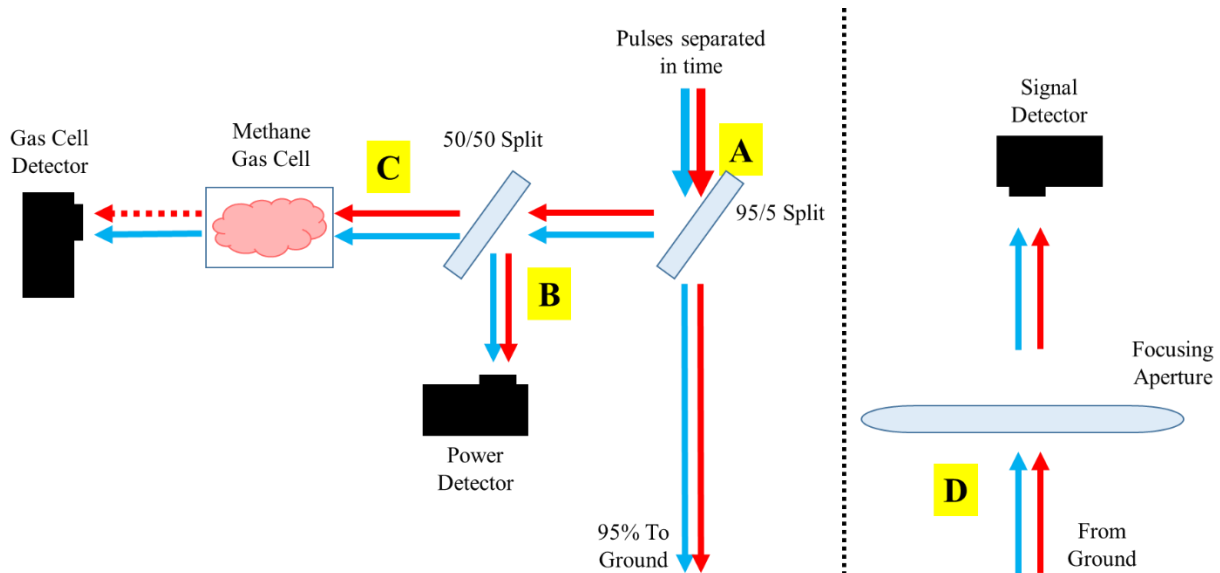 Pulses separated
in time
A
95/5 Split
50/50 Split
C
Methane
Gas Cell
Gas Cell
Detector
B
Power
Detector
95% To
Ground
Signal
Detector
Focusing
Aperture
D
From
Ground